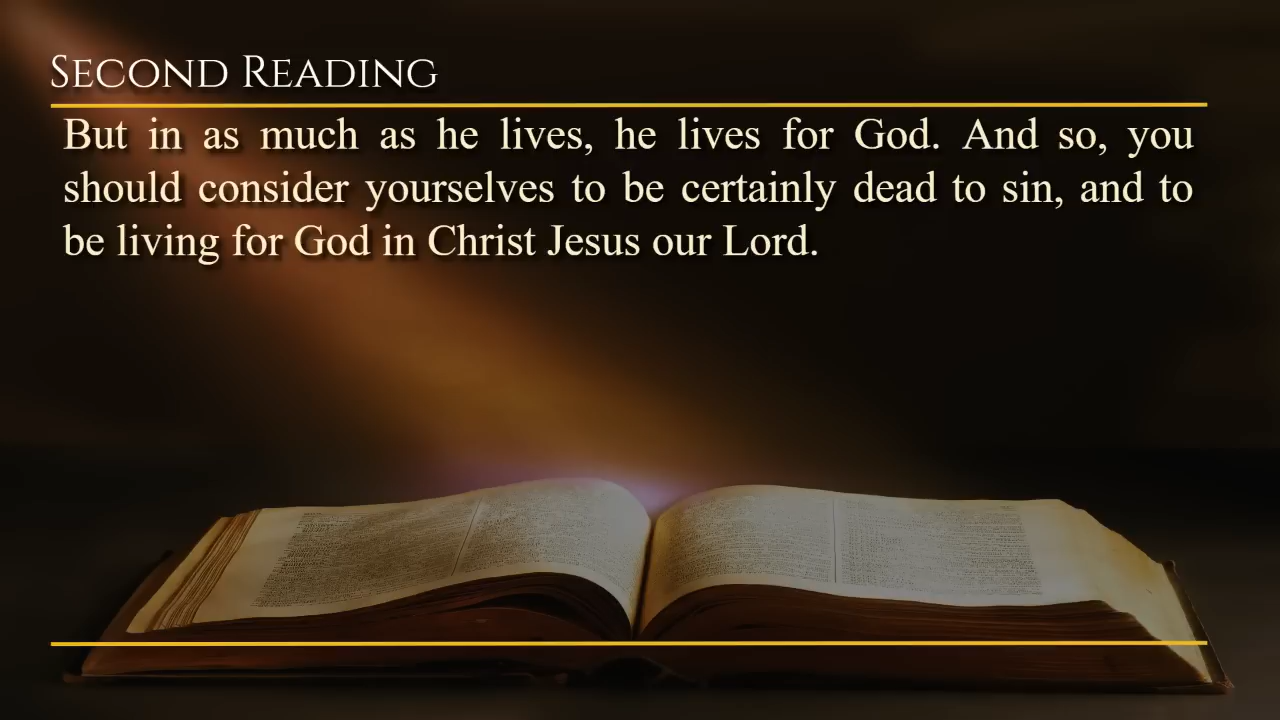 Second Reading
But in as much as he lives, he lives for God. And so, you
should consider yourselves to be certainly dead to sin, and to
be living for God in Christ Jesus our Lord.